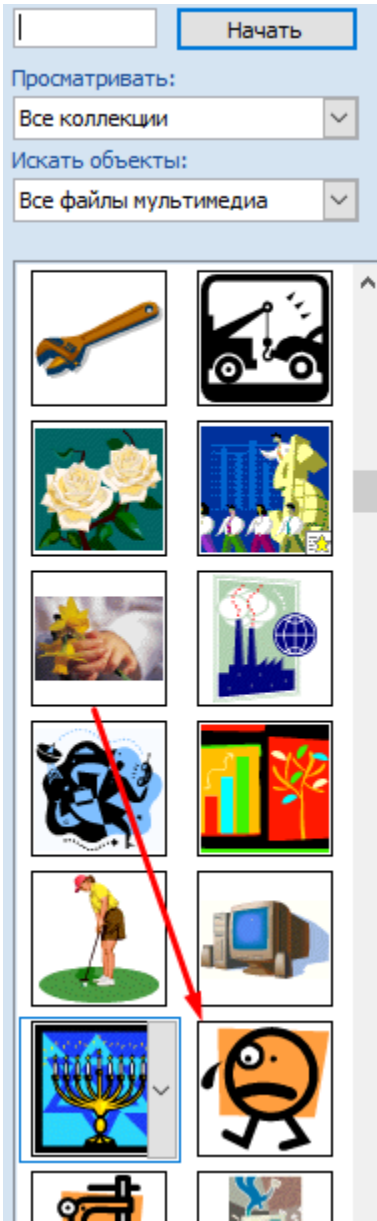 Начать
Просматривать:
Все коллекции
Искать объекты:
Все файлы мультимедиа